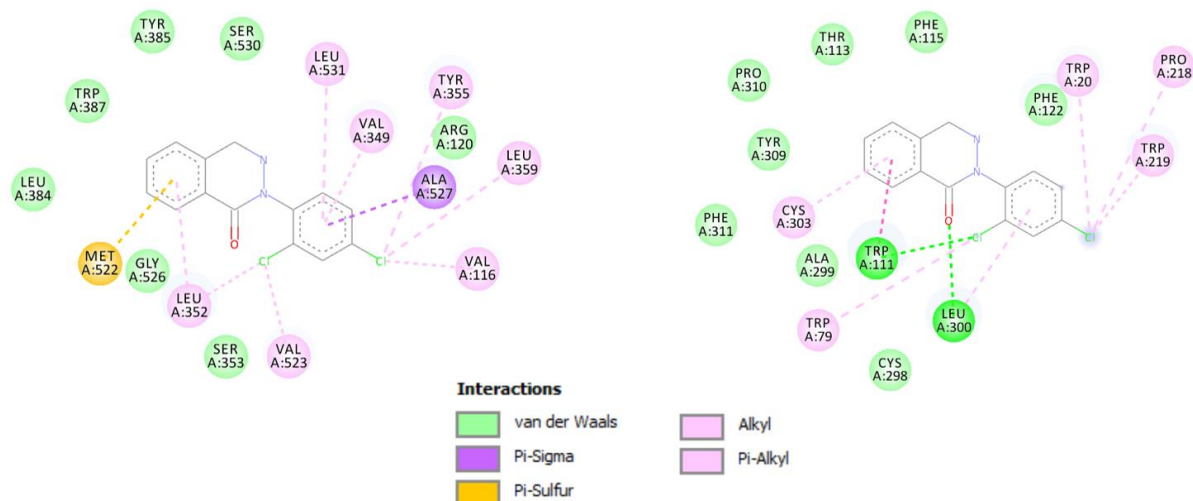 TYR
A:385
SER
A:530
LEU
A:531
TYR
A:355
TRP
A:387
VAL
A:349
ARG
A:120
LEU
A:359
LEU
A:384
ALA
A:527
N
N
O
Cl
Cl
MET
A:522
GLY
A:526
LEU
A:352
VAL
A:116
SER
A:353
VAL
A:523
PHE
A:115
THR
A:113
PRO
A:310
TRP
A:20
PRO
A:218
PHE
A:122
TYR
A:309
TRP
A:219
N
N
O
Cl
Cl
CYS
A:303
PHE
A:311
TRP
A:111
ALA
A:299
TRP
A:79
LEU
A:300
CYS
A:298
Interactions
van der Waals
Pi-Sigma
Pi-Sulfur
Alkyl
Pi-Alkyl